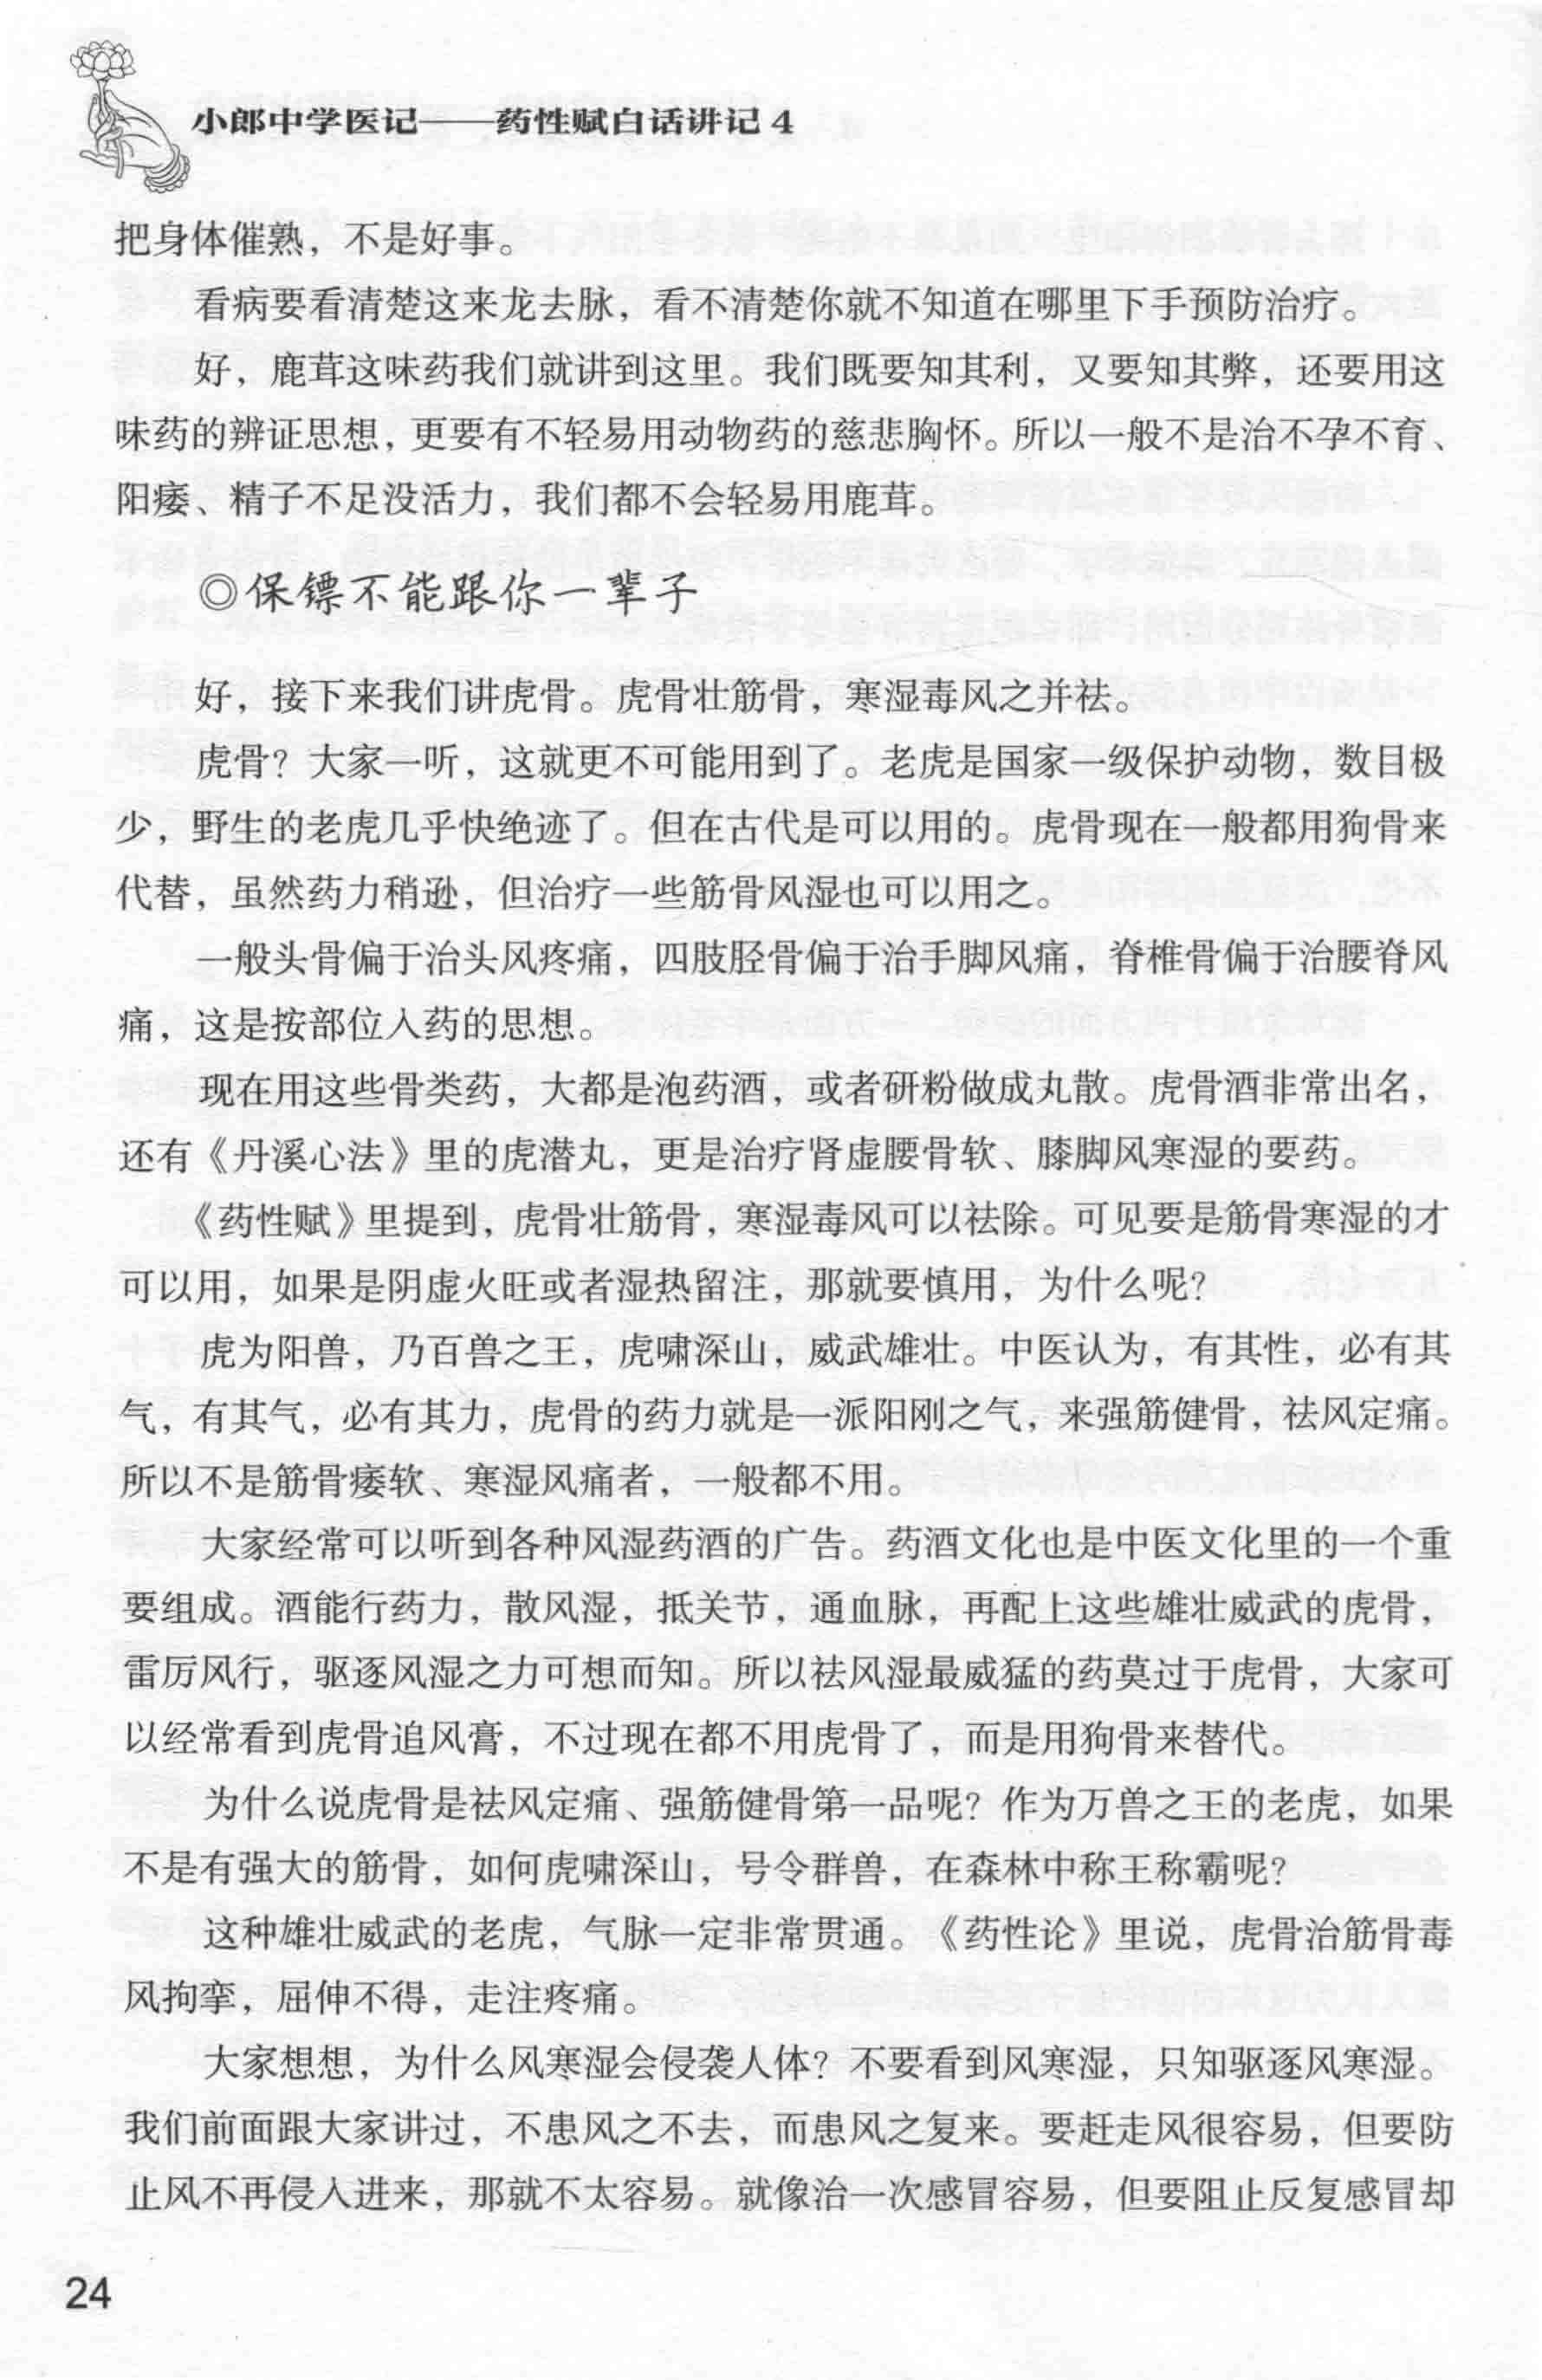 小郎中学医记——药性赋白话讲记 4
把身体催熟，不是好事。
看病要看清楚这来龙去脉，看不清楚你就不知道在哪里下手预防治疗。
好，鹿茸这味药我们就讲到这里。我们既要知其利，又要知其弊，还要用这
味药的辨证思想，更要有不轻易用动物药的慈悲胸怀。所以一般不是治不孕不育、
阳痿、精子不足没活力，我们都不会轻易用鹿茸。
◎保镖不能跟你一辈子
好，接下来我们讲虎骨。虎骨壮筋骨，寒湿毒风之并祛。
虎骨？大家一听，这就更不可能用到了。老虎是国家一级保护动物，数目极
少，野生的老虎几乎快绝迹了。但在古代是可以用的。虎骨现在一般都用狗骨来
代替，虽然药力稍逊，但治疗一些筋骨风湿也可以用之。
一般头骨偏于治头风疼痛，四肢胫骨偏于治手脚风痛，脊椎骨偏于治腰脊风
痛，这是按部位入药的思想。
现在用这些骨类药，大都是泡药酒，或者研粉做成丸散。虎骨酒非常出名，
还有《丹溪心法》里的虎潜丸，更是治疗肾虚腰骨软、膝脚风寒湿的要药。
《药性赋》里提到，虎骨壮筋骨，寒湿毒风可以祛除。可见要是筋骨寒湿的才
可以用，如果是阴虚火旺或者湿热留注，那就要慎用，为什么呢？
虎为阳兽，乃百兽之王，虎啸深山，威武雄壮。中医认为，有其性，必有其
气，有其气，必有其力，虎骨的药力就是一派阳刚之气，来强筋健骨，祛风定痛。
所以不是筋骨痿软、寒湿风痛者，一般都不用。
大家经常可以听到各种风湿药酒的广告。药酒文化也是中医文化里的一个重
要组成。酒能行药力，散风湿，抵关节，通血脉，再配上这些雄壮威武的虎骨，
雷厉风行，驱逐风湿之力可想而知。所以祛风湿最威猛的药莫过于虎骨，大家可
以经常看到虎骨追风膏，不过现在都不用虎骨了，而是用狗骨来替代。
为什么说虎骨是祛风定痛、强筋健骨第一品呢？作为万兽之王的老虎，如果
不是有强大的筋骨，如何虎啸深山，号令群兽，在森林中称王称霸呢？
这种雄壮威武的老虎，气脉一定非常贯通。《药性论》里说，虎骨治筋骨毒
风拘挛，屈伸不得，走注疼痛。
大家想想，为什么风寒湿会侵袭人体？不要看到风寒湿，只知驱逐风寒湿。
我们前面跟大家讲过，不患风之不去，而患风之复来。要赶走风很容易，但要防
止风不再侵入进来，那就不太容易。就像治一次感冒容易，但要阻止反复感冒却
24